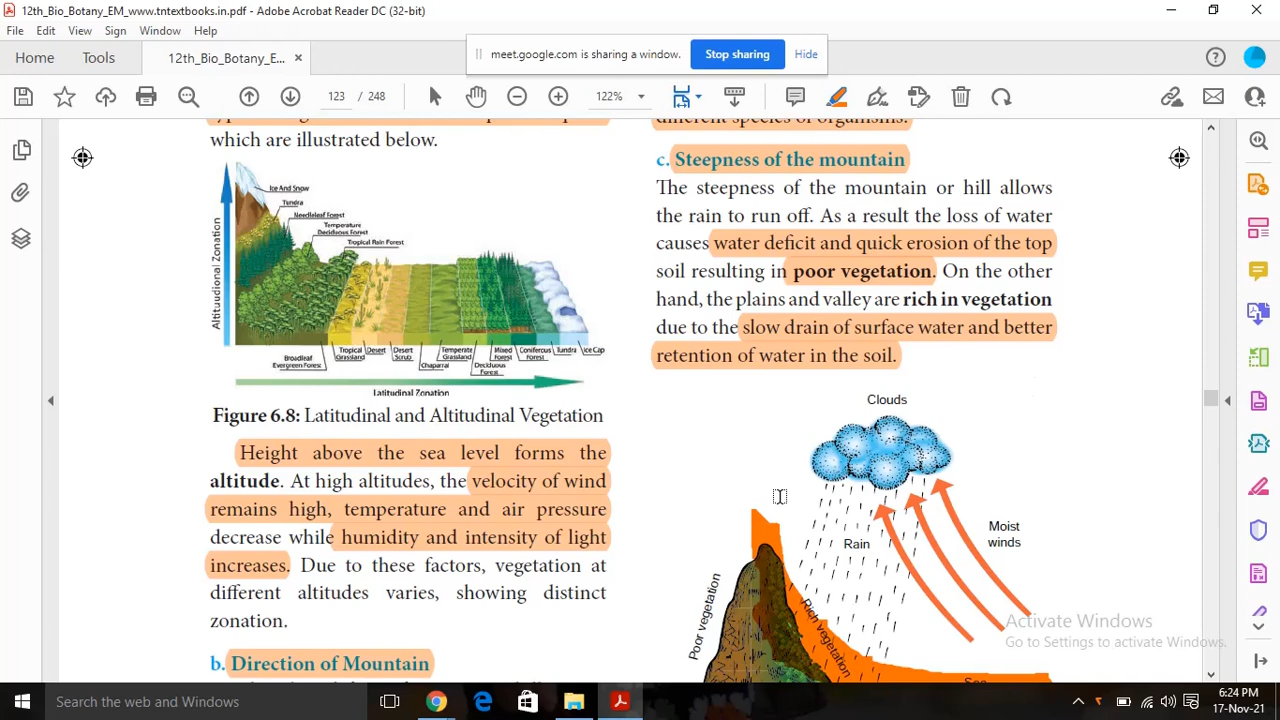 12th_Bio_Botany_EM_www.tntextbooks.in.pdf - Adobe Acrobat Reader DC (32-bit)
File Edit View Sign Window Help
Home Tools 12th_Bio_Botany_E... ×
meet.google.com is sharing a window. Stop sharing Hide
123 / 248 122%
which are illustrated below.
Altitudional Zonation
Ice And Snow
Tundra
Needleleaf Forest
Temperature
Deciduous Forest
Tropical Rain Forest
Broadleaf
Evergreen Forest
Tropical
Grassland
Desert
Desert
Scrub
Chaparral
Temperate
Grassland
Deciduous
Forest
Mixed
Forest
Coniferous
Forest
Tundra
Ice Cap
Latitudinal Zonation
Figure 6.8: Latitudinal and Altitudinal Vegetation
Height above the sea level forms the
altitude. At high altitudes, the velocity of wind
remains high, temperature and air pressure
decrease while humidity and intensity of light
increases. Due to these factors, vegetation at
different altitudes varies, showing distinct
zonation.
b. Direction of Mountain
different species of organisms.
c. Steepness of the mountain
The steepness of the mountain or hill allows
the rain to run off. As a result the loss of water
causes water deficit and quick erosion of the top
soil resulting in poor vegetation. On the other
hand, the plains and valley are rich in vegetation
due to the slow drain of surface water and better
retention of water in the soil.
Clouds
Rain
Moist
winds
Poor vegetation
Rich vegetation
Sea
Activate Windows
Go to Settings to activate Windows.
Search the web and Windows
6:24 PM
17-Nov-21